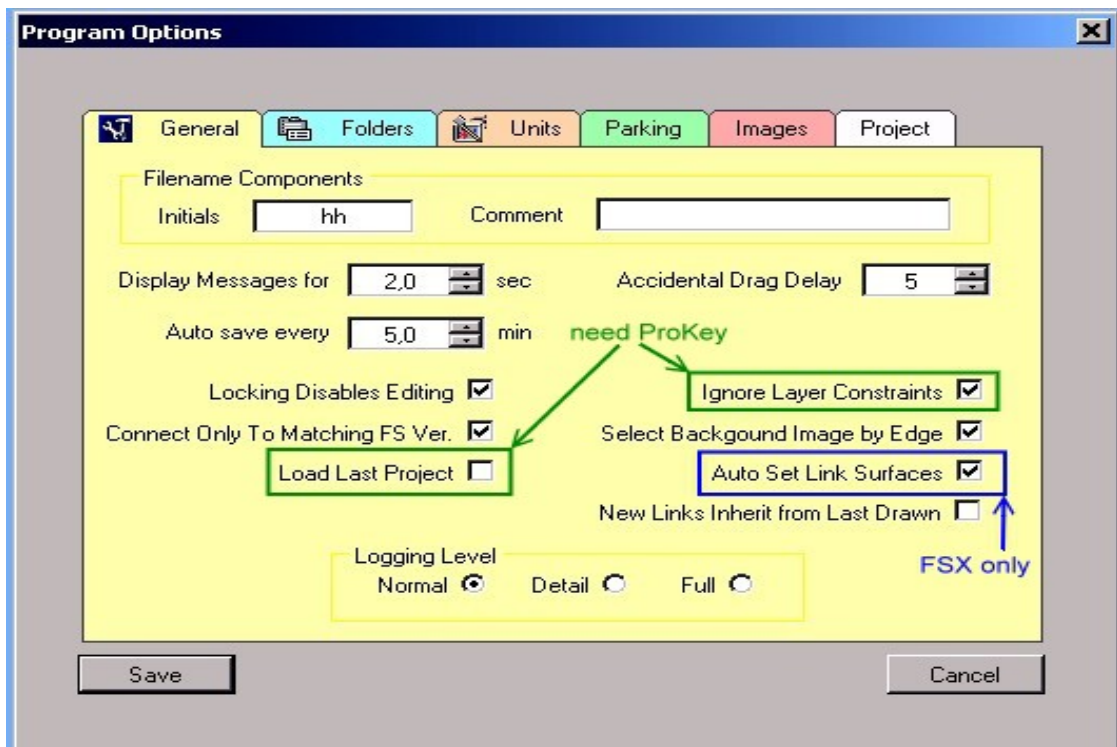 Program Options
General Folders Units Parking Images Project
Filename Components
Initials hh Comment
Display Messages for 2,0 sec Accidental Drag Delay 5
Auto save every 5,0 min need ProKey
Locking Disables Editing Ignore Layer Constraints
Connect Only To Matching FS Ver. Select Backgound Image by Edge
Load Last Project Auto Set Link Surfaces
New Links Inherit from Last Drawn
FSX only
Logging Level
Normal Detail Full
Save Cancel